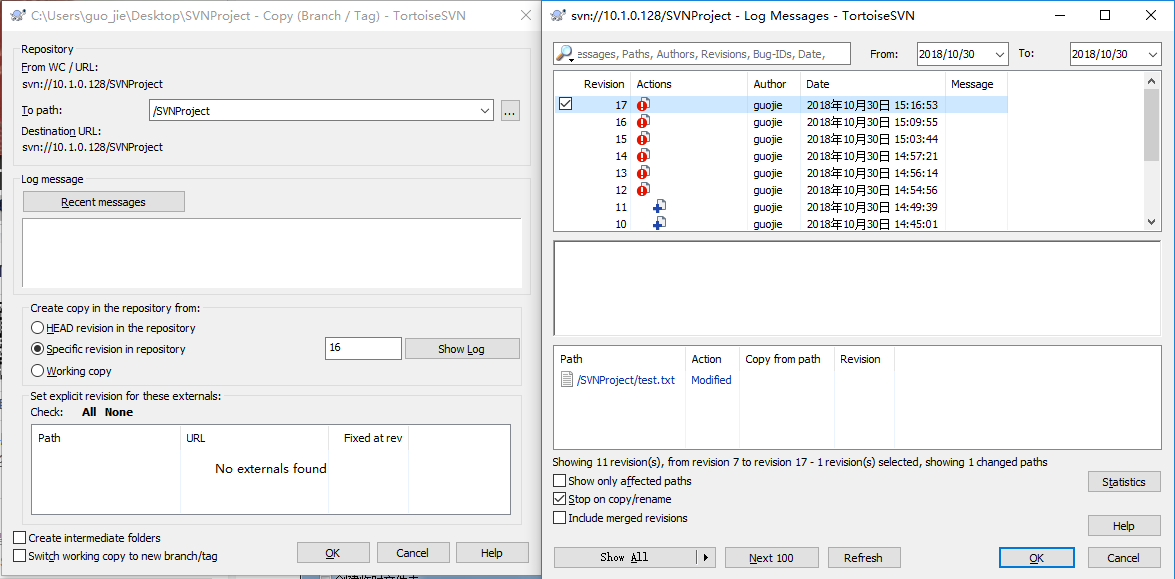 C:\Users\guo_jie\Desktop\SVNProject - Copy (Branch / Tag) - TortoiseSVN
Repository
From WC / URL:
svn://10.1.0.128/SVNProject
To path:
/SVNProject
...
Destination URL:
svn://10.1.0.128/SVNProject
Log message
Recent messages
Create copy in the repository from:
HEAD revision in the repository
Specific revision in repository
16
Show Log
Working copy
Set explicit revision for these externals:
Check: All None
Path URL Fixed at rev
No externals found
Create intermediate folders
Switch working copy to new branch/tag
OK Cancel Help
svn://10.1.0.128/SVNProject - Log Messages - TortoiseSVN
essages, Paths, Authors, Revisions, Bug-IDs, Date,
From: 2018/10/30 To: 2018/10/30
Revision Actions Author Date Message
17 guojie 2018年10月30日 15:16:53
16 guojie 2018年10月30日 15:09:55
15 guojie 2018年10月30日 15:03:44
14 guojie 2018年10月30日 14:57:21
13 guojie 2018年10月30日 14:56:14
12 guojie 2018年10月30日 14:54:56
11 guojie 2018年10月30日 14:49:39
10 guojie 2018年10月30日 14:45:01
Path Action Copy from path Revision
/SVNProject/test.txt Modified
Showing 11 revision(s), from revision 7 to revision 17 - 1 revision(s) selected, showing 1 changed paths
Show only affected paths
Statistics
Stop on copy/rename
Include merged revisions
Help
Show All Next 100 Refresh OK Cancel